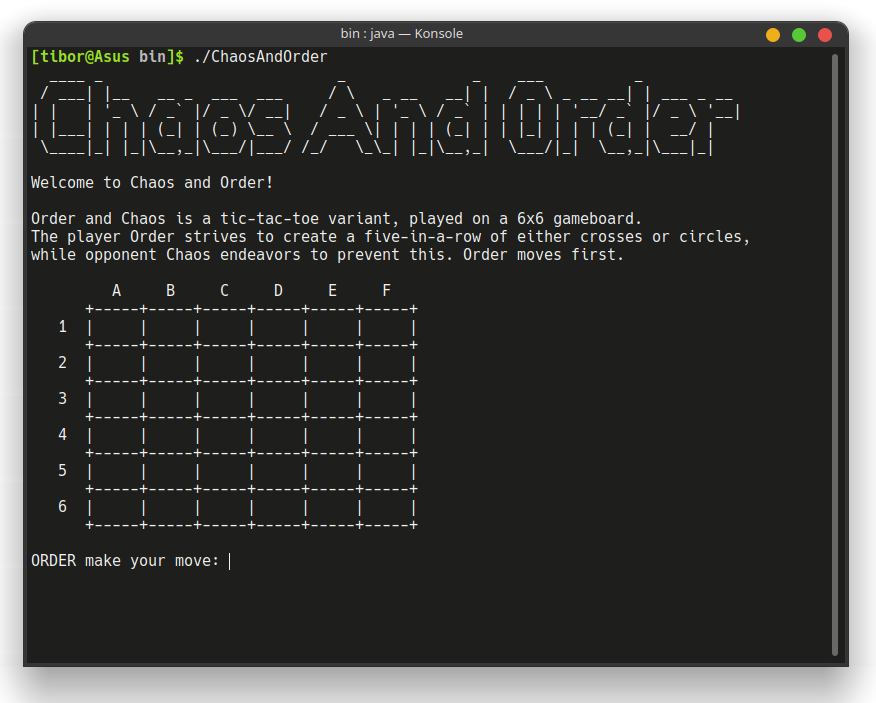 bin : java — Konsole
[tibor@Asus bin]$ ./ChaosAndOrder
Chaos And Order
Welcome to Chaos and Order!
Order and Chaos is a tic-tac-toe variant, played on a 6x6 gameboard.
The player Order strives to create a five-in-a-row of either crosses or circles,
while opponent Chaos endeavors to prevent this. Order moves first.
A B C D E F
1
2
3
4
5
6
ORDER make your move: